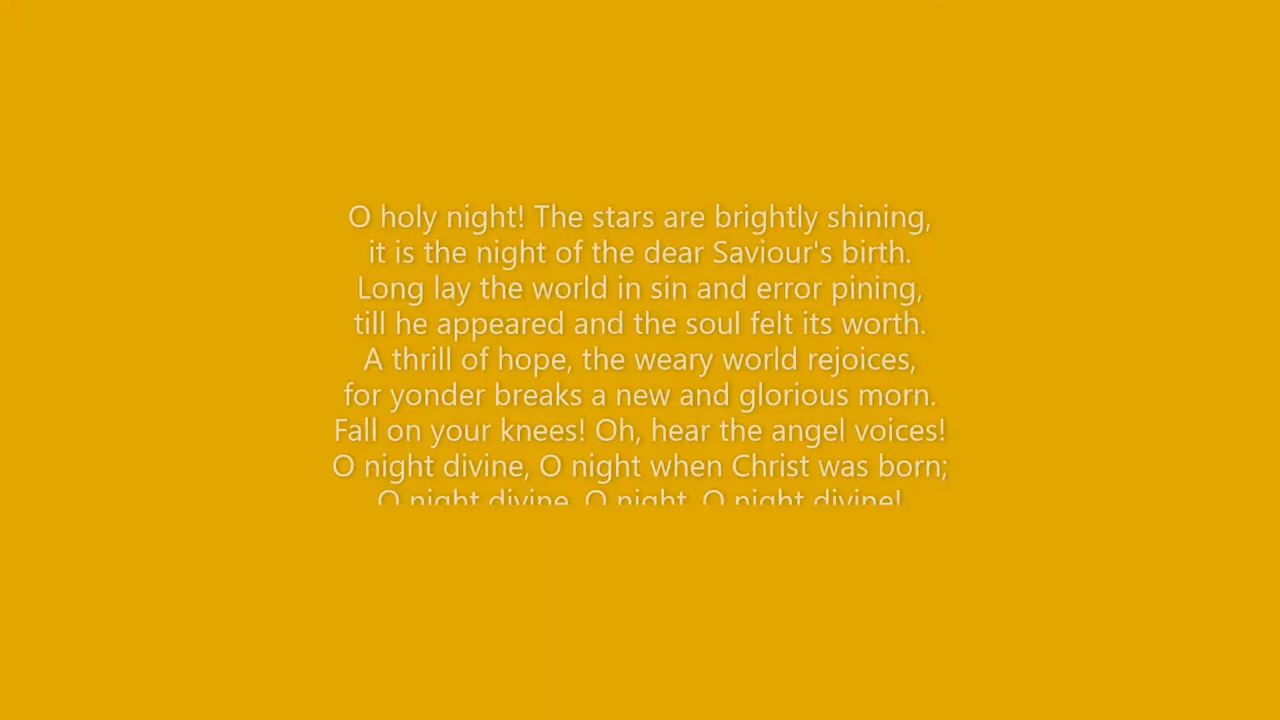 O holy night! The stars are brightly shining,
it is the night of the dear Saviour's birth.
Long lay the world in sin and error pining,
till he appeared and the soul felt its worth.
A thrill of hope, the weary world rejoices,
for yonder breaks a new and glorious morn.
Fall on your knees! Oh, hear the angel voices!
O night divine, O night when Christ was born;
O night divine, O night, O night divine!